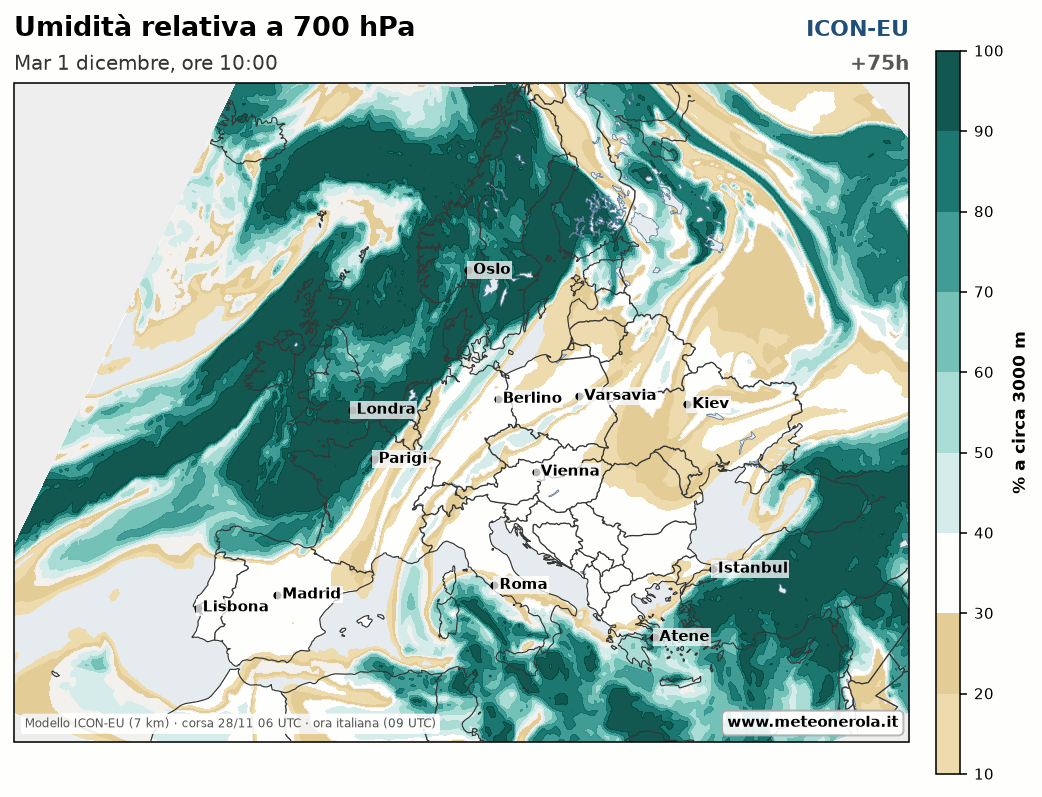 Umidità relativa a 700 hPa
ICON-EU
Mar 1 dicembre, ore 10:00
+75h
100
90
80
70
60
50
40
30
20
10
% a circa 3000 m
Oslo
Berlino
Varsavia
Kiev
Londra
Parigi
Vienna
Istanbul
Roma
Madrid
Lisbona
Atene
Modello ICON-EU (7 km) · corsa 28/11 06 UTC · ora italiana (09 UTC)
www.meteonerola.it